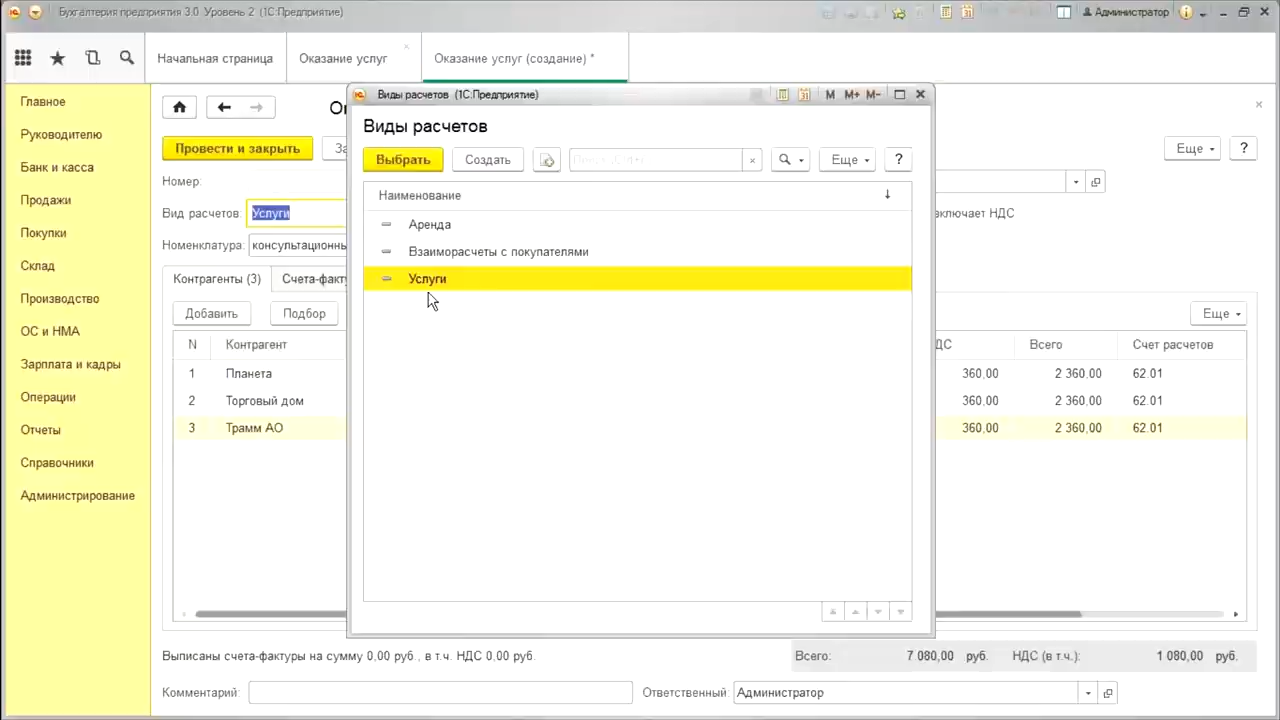 Бухгалтерия предприятия 3.0 Уровень 2 (1С:Предприятие)
Администратор
Начальная страница
Оказание услуг
Оказание услуг (создание) *
Главное
Руководителю
Банк и касса
Продажи
Покупки
Склад
Производство
ОС и НМА
Зарплата и кадры
Операции
Отчеты
Справочники
Администрирование
Провести и закрыть
Еще
?
Номер:
Вид расчетов:
Услуги
Номенклатура:
консультационн
Контрагенты (3)
Счета-факт
Добавить
Подбор
Еще
N
Контрагент
ДС
Всего
Счет расчетов
1 Планета 360,00 2 360,00 62.01
2 Торговый дом 360,00 2 360,00 62.01
3 Трамм АО 360,00 2 360,00 62.01
Виды расчетов (1С:Предприятие)
M M+ M-
Виды расчетов
Выбрать
Создать
Поиск (Ctrl+F)
Еще
?
Наименование
Аренда
Взаиморасчеты с покупателями
Услуги
ключает НДС
Выписаны счета-фактуры на сумму 0,00 руб., в т.ч. НДС 0,00 руб.
Всего: 7 080,00 руб. НДС (в т.ч.): 1 080,00 руб.
Комментарий:
Ответственный: Администратор